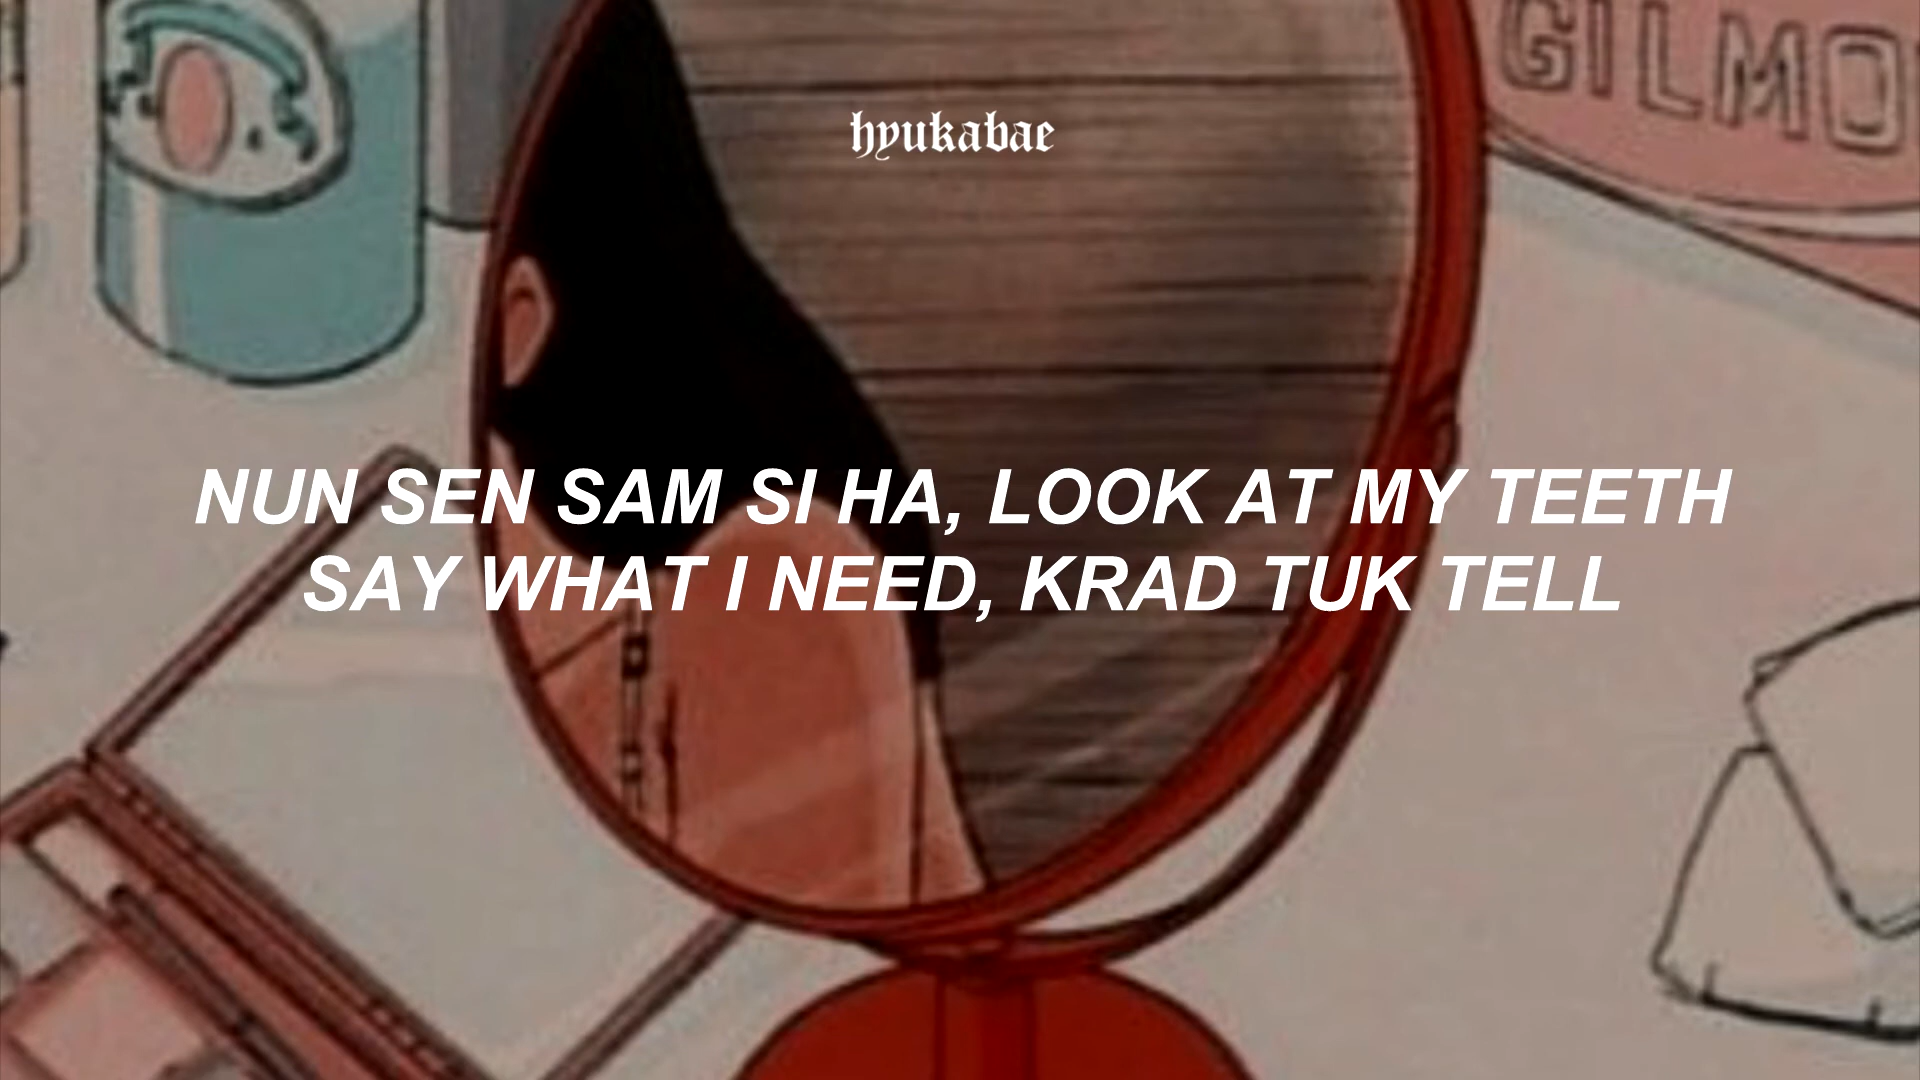 GILMO
hyukabae
NUN SEN SAM SI HA, LOOK AT MY TEETH
SAY WHAT I NEED, KRAD TUK TELL